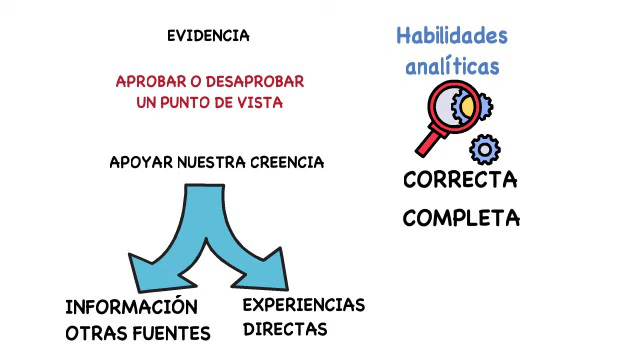 EVIDENCIA
APROBAR O DESAPROBAR
UN PUNTO DE VISTA
APOYAR NUESTRA CREENCIA
INFORMACIÓN
OTRAS FUENTES
EXPERIENCIAS
DIRECTAS
Habilidades
analíticas
CORRECTA
COMPLETA